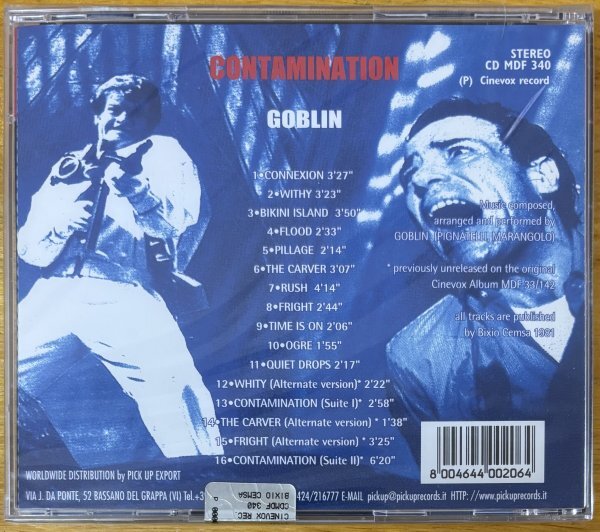 STEREO
CD MDF 340
(P) Cinevox record
CONTAMINATION
GOBLIN
1•CONNEXION 3'27"
2•WITHY 3'23"
3•BIKINI ISLAND 3'50"
4•FLOOD 2'33"
5•PILLAGE 2'14"
6•THE CARVER 3'07"
7•RUSH 4'14"
8•FRIGHT 2'44"
9•TIME IS ON 2'06"
10•OGRE 1'55"
11•QUIET DROPS 2'17"
12•WHITY (Alternate version)* 2'22"
13•CONTAMINATION (Suite I)* 2'58"
14•THE CARVER (Alternate version) * 1'38"
15•FRIGHT (Alternate version)* 3'25"
16•CONTAMINATION (Suite II)* 6'20"
Music composed,
arranged and performed by
GOBLIN (PIGNATELLI, MARANGOLO)
* previously unreleased on the original
Cinevox Album MDF 33/142
all tracks are published
by Bixio Cemsa 1981
8 004644 002064
WORLDWIDE DISTRIBUTION by PICK UP EXPORT
VIA J. DA PONTE, 52 BASSANO DEL GRAPPA (VI) Tel.+3 424/216777 E-MAIL pickup@pickuprecords.it HTP://www.pickuprecords.it
CINEVOX REC
CDMDF 340
BIXIO CEMSA